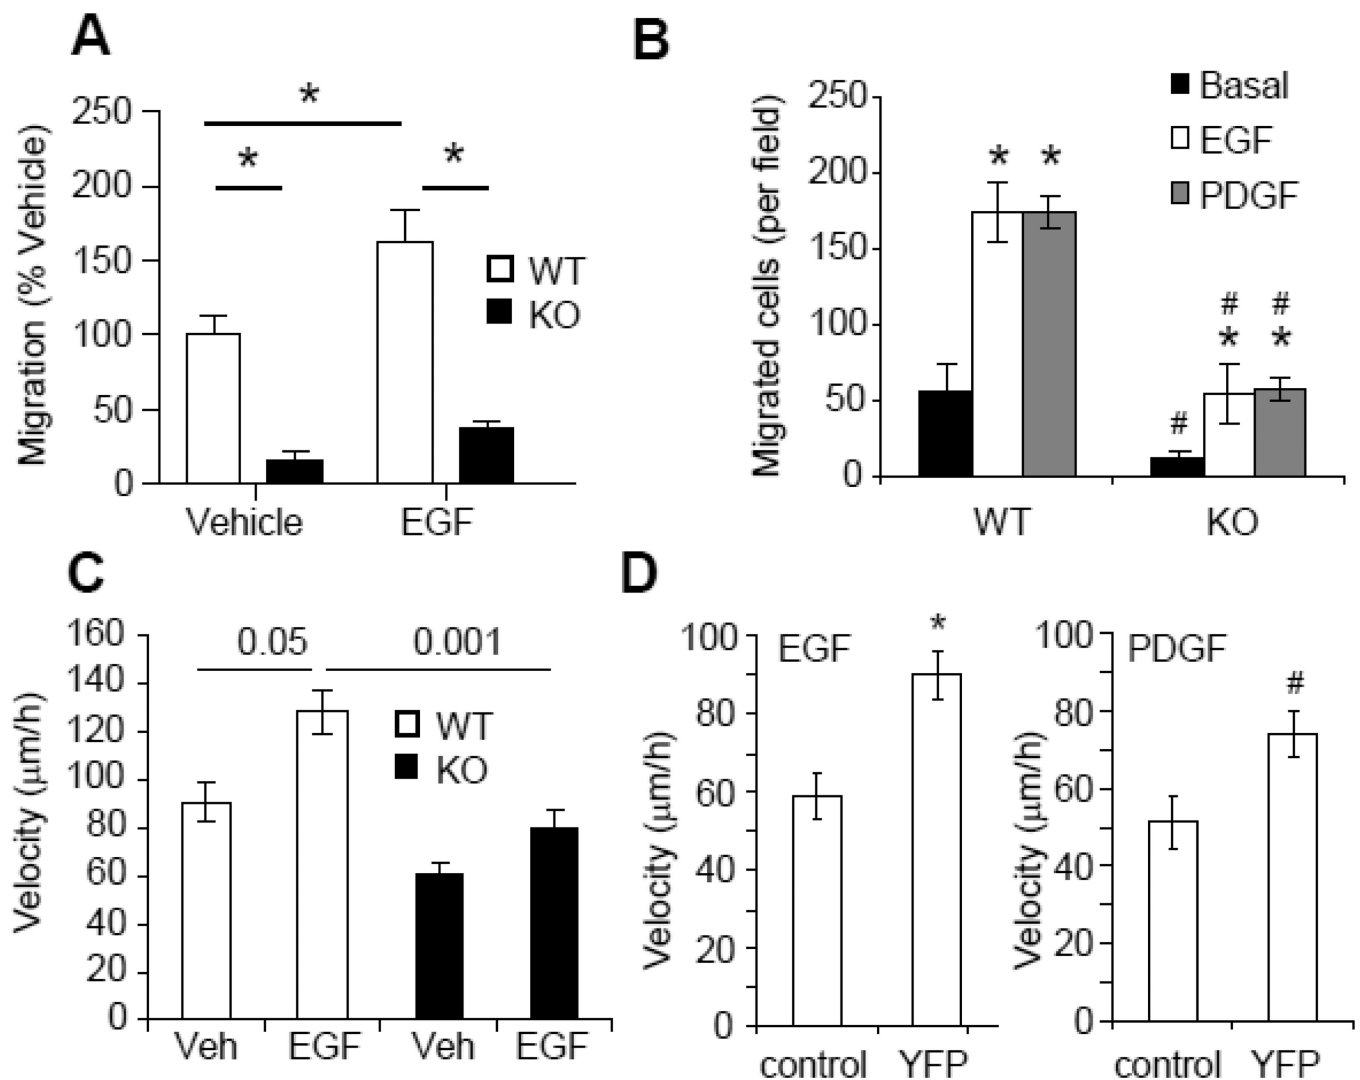 A
Migration (% Vehicle)
250
200
150
100
50
0
*
*
*
WT
KO
Vehicle
EGF
B
Migrated cells (per field)
250
200
150
100
50
0
Basal
EGF
PDGF
* *
# #
* *
#
WT
KO
C
Velocity (μm/h)
160
140
120
100
80
60
40
20
0
0.05
0.001
WT
KO
Veh
EGF
Veh
EGF
D
Velocity (μm/h)
100
80
60
40
20
0
EGF
*
control
YFP
Velocity (μm/h)
100
80
60
40
20
0
PDGF
#
control
YFP